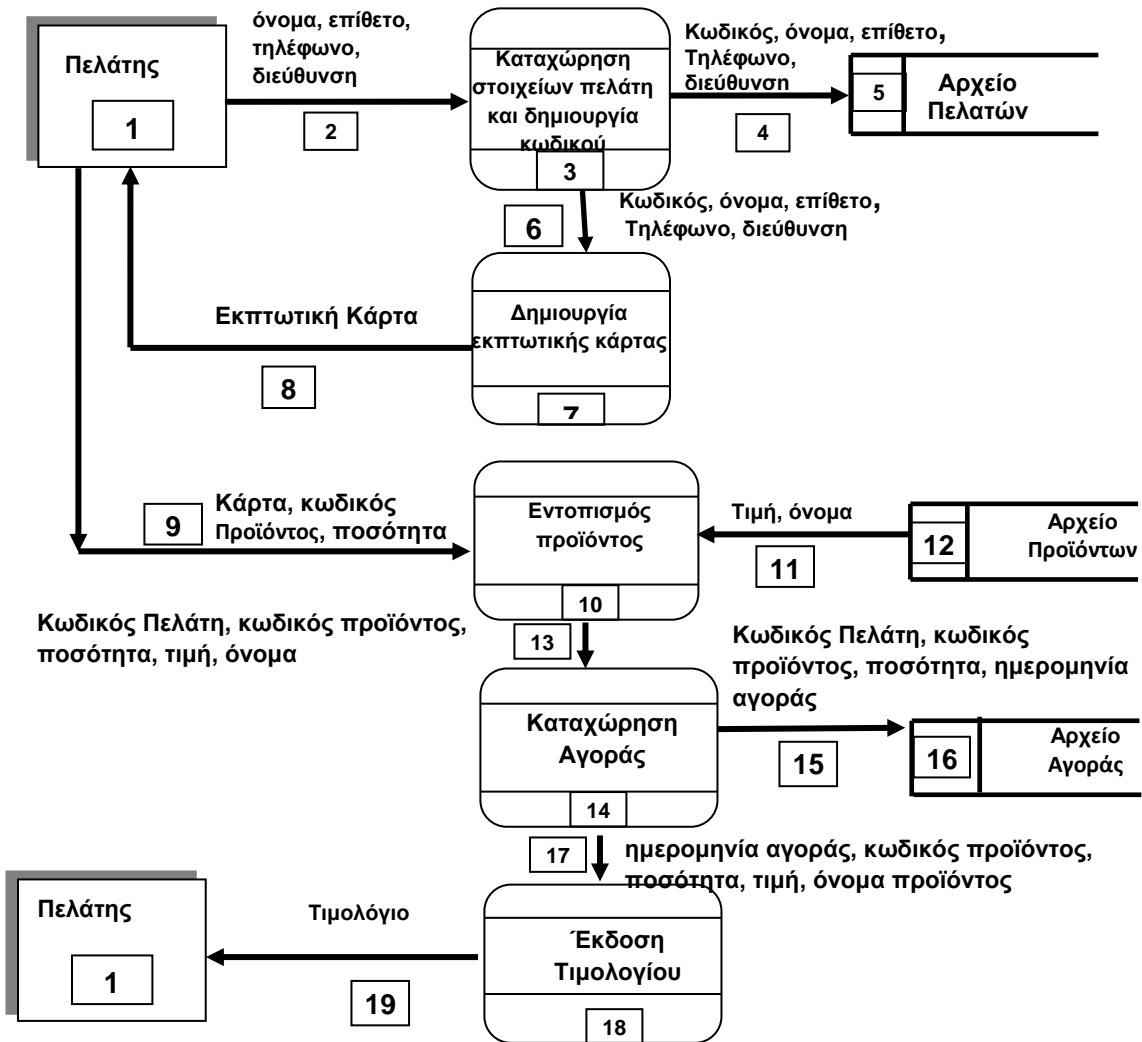 όνομα, επίθετο,
τηλέφωνο,
διεύθυνση
Πελάτης
1
2
Καταχώρηση
στοιχείων πελάτη
και δημιουργία
κωδικού
3
Κωδικός, όνομα, επίθετο,
Τηλέφωνο,
διεύθυνση
4
5
Αρχείο
Πελατών
6
Κωδικός, όνομα, επίθετο,
Τηλέφωνο, διεύθυνση
Εκπτωτική Κάρτα
8
Δημιουργία
εκπτωτικής κάρτας
7
9
Κάρτα, κωδικός
Προϊόντος, ποσότητα
Εντοπισμός
προϊόντος
10
Τιμή, όνομα
11
12
Αρχείο
Προϊόντων
Κωδικός Πελάτη, κωδικός προϊόντος,
ποσότητα, τιμή, όνομα
13
Κωδικός Πελάτη, κωδικός
προϊόντος, ποσότητα, ημερομηνία
αγοράς
Καταχώρηση
Αγοράς
14
15
16
Αρχείο
Αγοράς
17
ημερομηνία αγοράς, κωδικός προϊόντος,
ποσότητα, τιμή, όνομα προϊόντος
Πελάτης
1
Τιμολόγιο
19
Έκδοση
Τιμολογίου
18